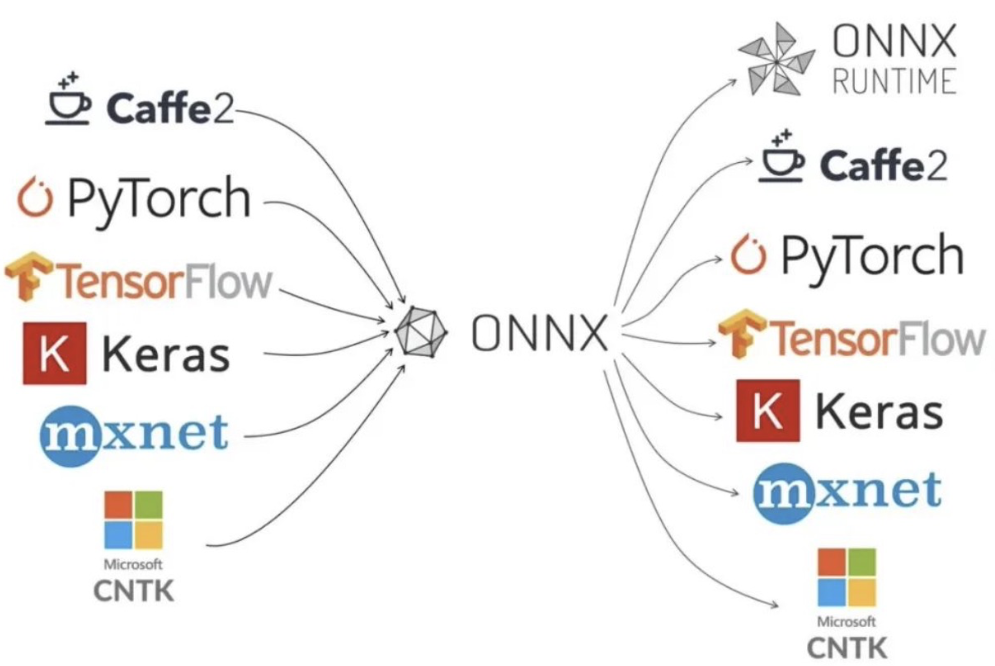 Caffe2
PyTorch
TensorFlow
K Keras
mxnet
Microsoft
CNTK
ONNX
ONNX
RUNTIME
Caffe2
PyTorch
TensorFlow
K Keras
mxnet
Microsoft
CNTK